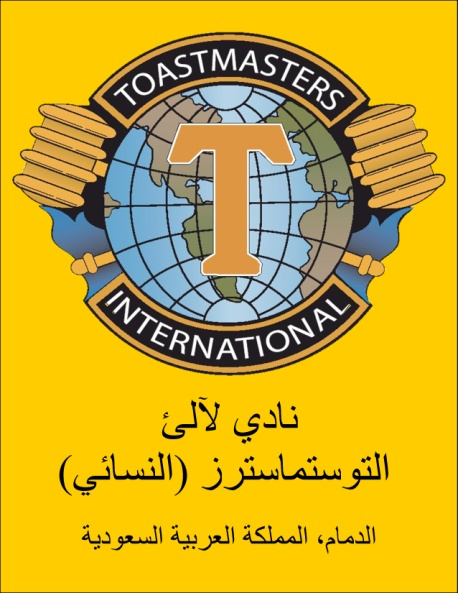 TOASTMASTERS
T
INTERNATIONAL
نادي لآلئ
التوستماسترز (النسائي)
الدمام، المملكة العربية السعودية